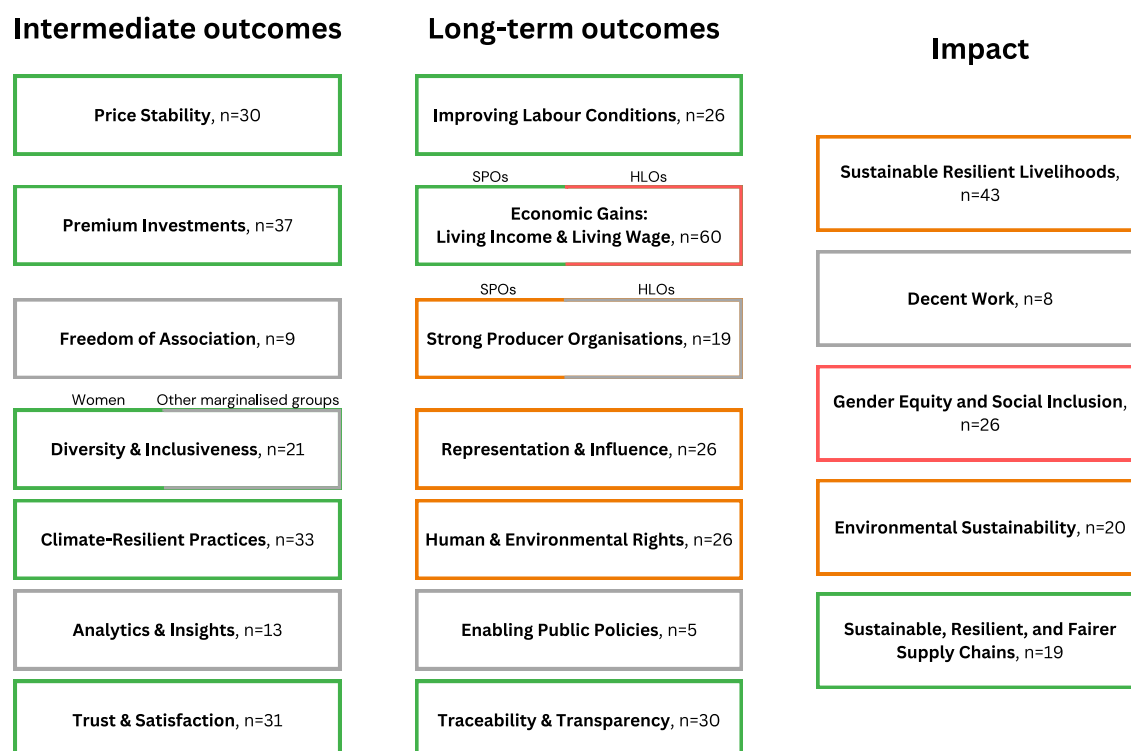 Intermediate outcomes
Price Stability, n=30
Premium Investments, n=37
Freedom of Association, n=9
Women Other marginalised groups
Diversity & Inclusiveness, n=21
Climate-Resilient Practices, n=33
Analytics & Insights, n=13
Trust & Satisfaction, n=31
Long-term outcomes
Improving Labour Conditions, n=26
SPOs HLOs
Economic Gains:
Living Income & Living Wage, n=60
SPOs HLOs
Strong Producer Organisations, n=19
Representation & Influence, n=26
Human & Environmental Rights, n=26
Enabling Public Policies, n=5
Traceability & Transparency, n=30
Impact
Sustainable Resilient Livelihoods,
n=43
Decent Work, n=8
Gender Equity and Social Inclusion,
n=26
Environmental Sustainability, n=20
Sustainable, Resilient, and Fairer
Supply Chains, n=19